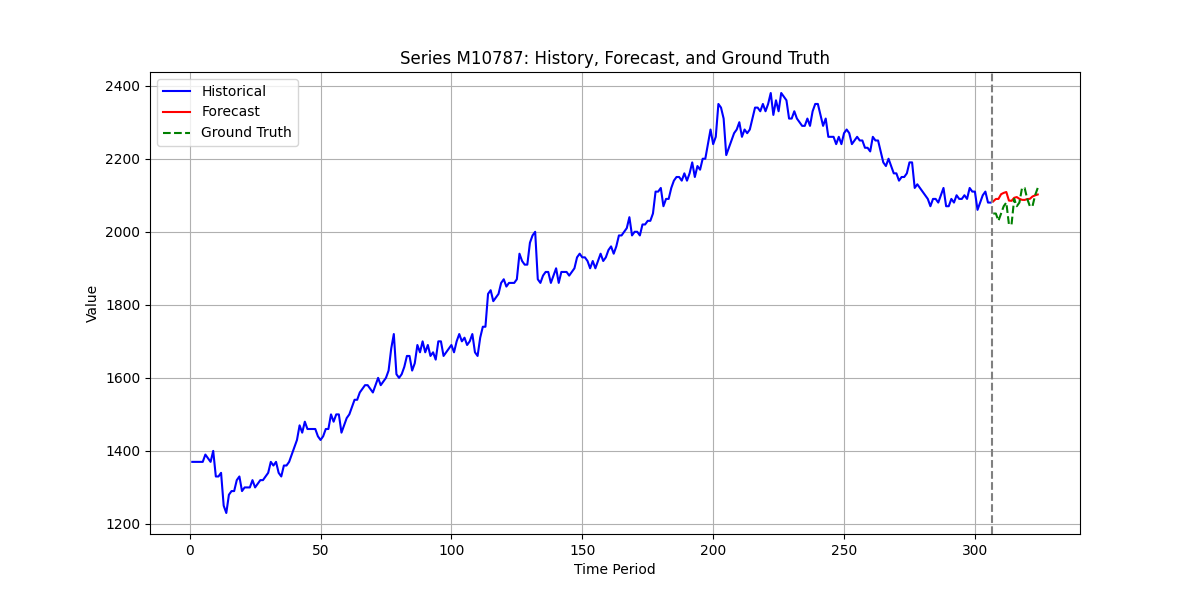 Series M10787: History, Forecast, and Ground Truth
Historical
Forecast
Ground Truth
Value
2400
2200
2000
1800
1600
1400
1200
0 50 100 150 200 250 300
Time Period